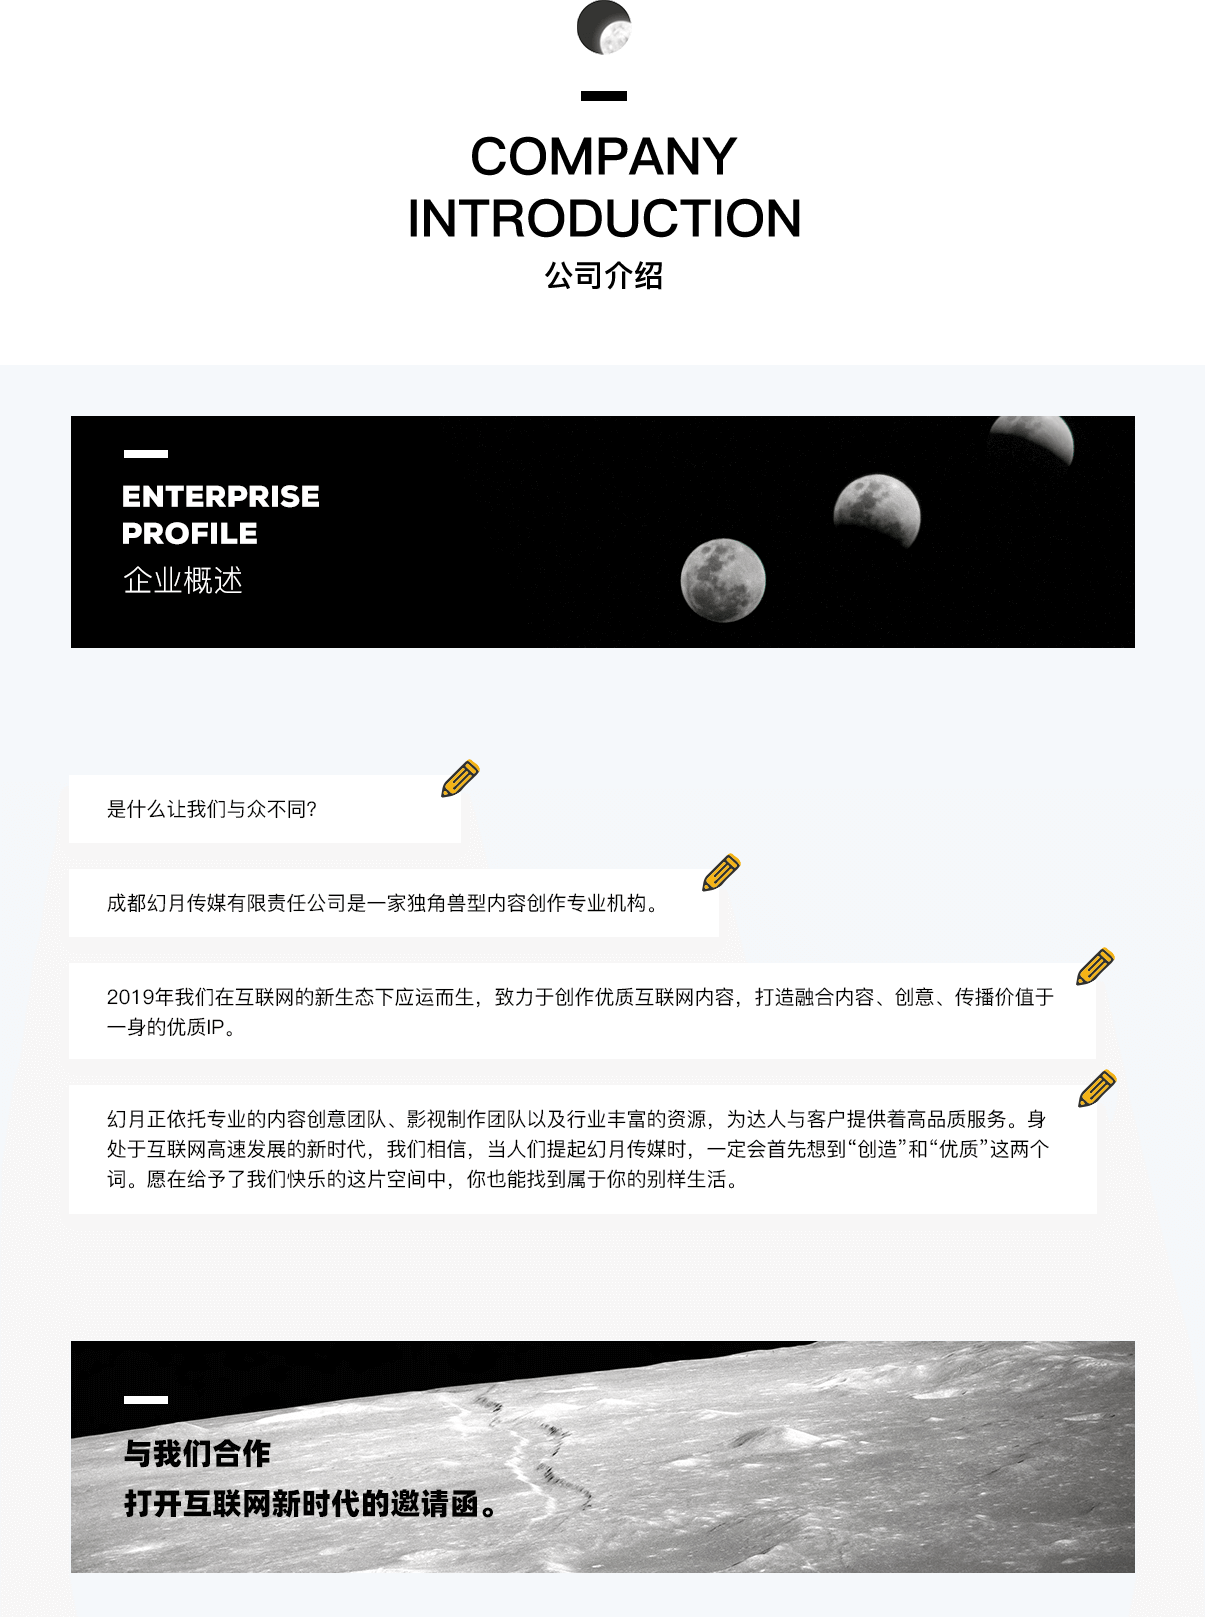 COMPANY
INTRODUCTION
公司介绍
ENTERPRISE
PROFILE
企业概述
是什么让我们与众不同?
成都幻月传媒有限责任公司是一家独角兽型内容创作专业机构。
2019年我们在互联网的新生态下应运而生，致力于创作优质互联网内容，打造融合内容、创意、传播价值于
一身的优质IP。
幻月正依托专业的内容创意团队、影视制作团队以及行业丰富的资源，为达人与客户提供着高品质服务。身
处于互联网高速发展的新时代，我们相信，当人们提起幻月传媒时，一定会首先想到“创造”和“优质”这两个
词。愿在给予了我们快乐的这片空间中，你也能找到属于你的别样生活。
与我们合作
打开互联网新时代的邀请函。